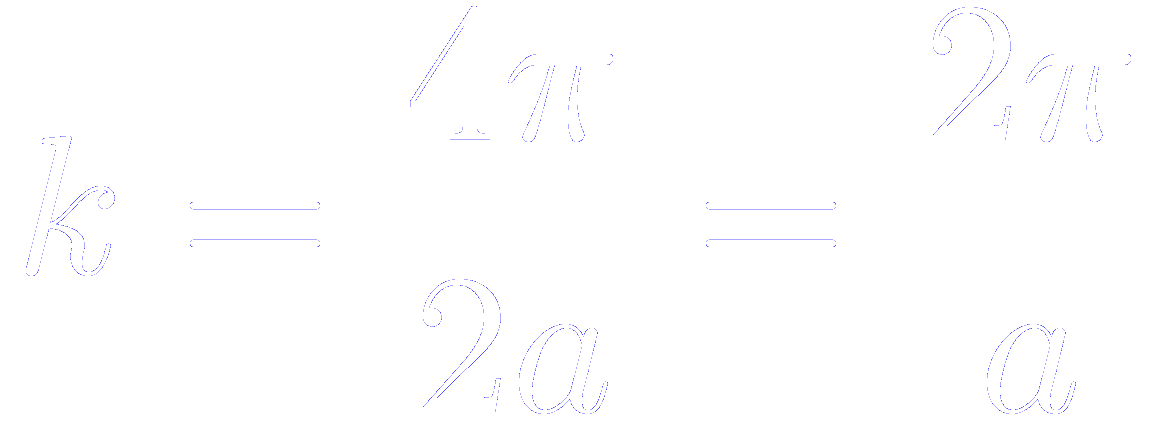 k = 4π/2a = 2π/a